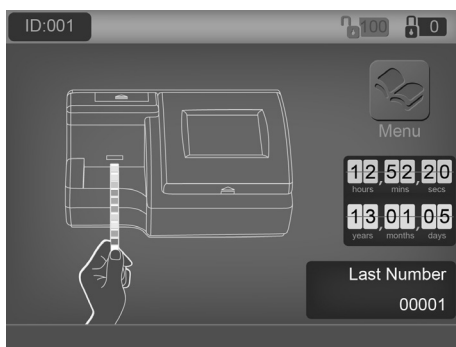 ID:001
100
0
Menu
12,52,20
hours mins secs
13,01,05
years months days
Last Number
00001